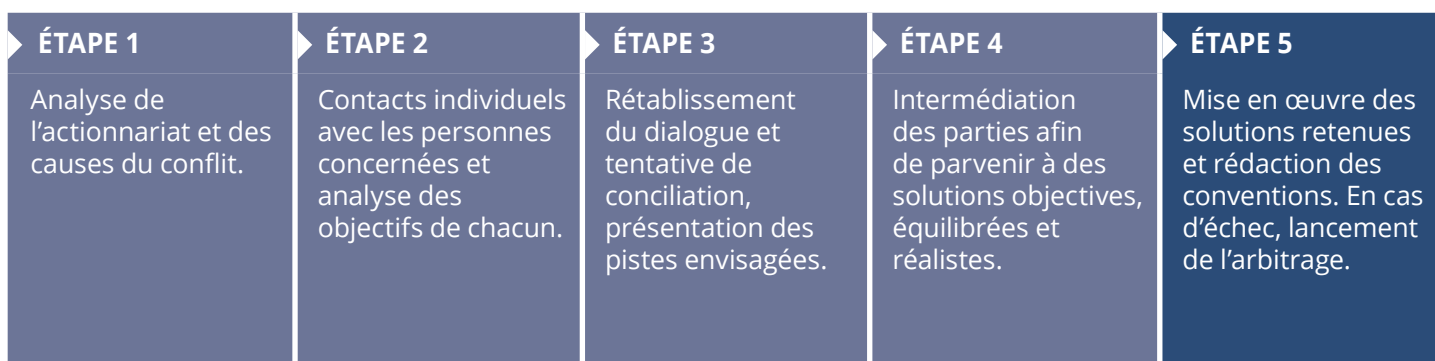 ÉTAPE 1
Analyse de
l’actionnariat et des
causes du conflit.
ÉTAPE 2
Contacts individuels
avec les personnes
concernées et
analyse des
objectifs de chacun.
ÉTAPE 3
Rétablissement
du dialogue et
tentative de
conciliation,
présentation des
pistes envisagées.
ÉTAPE 4
Intermédiation
des parties afin
de parvenir à des
solutions objectives,
équilibrées et
réalistes.
ÉTAPE 5
Mise en œuvre des
solutions retenues
et rédaction des
conventions. En cas
d’échec, lancement
de l’arbitrage.